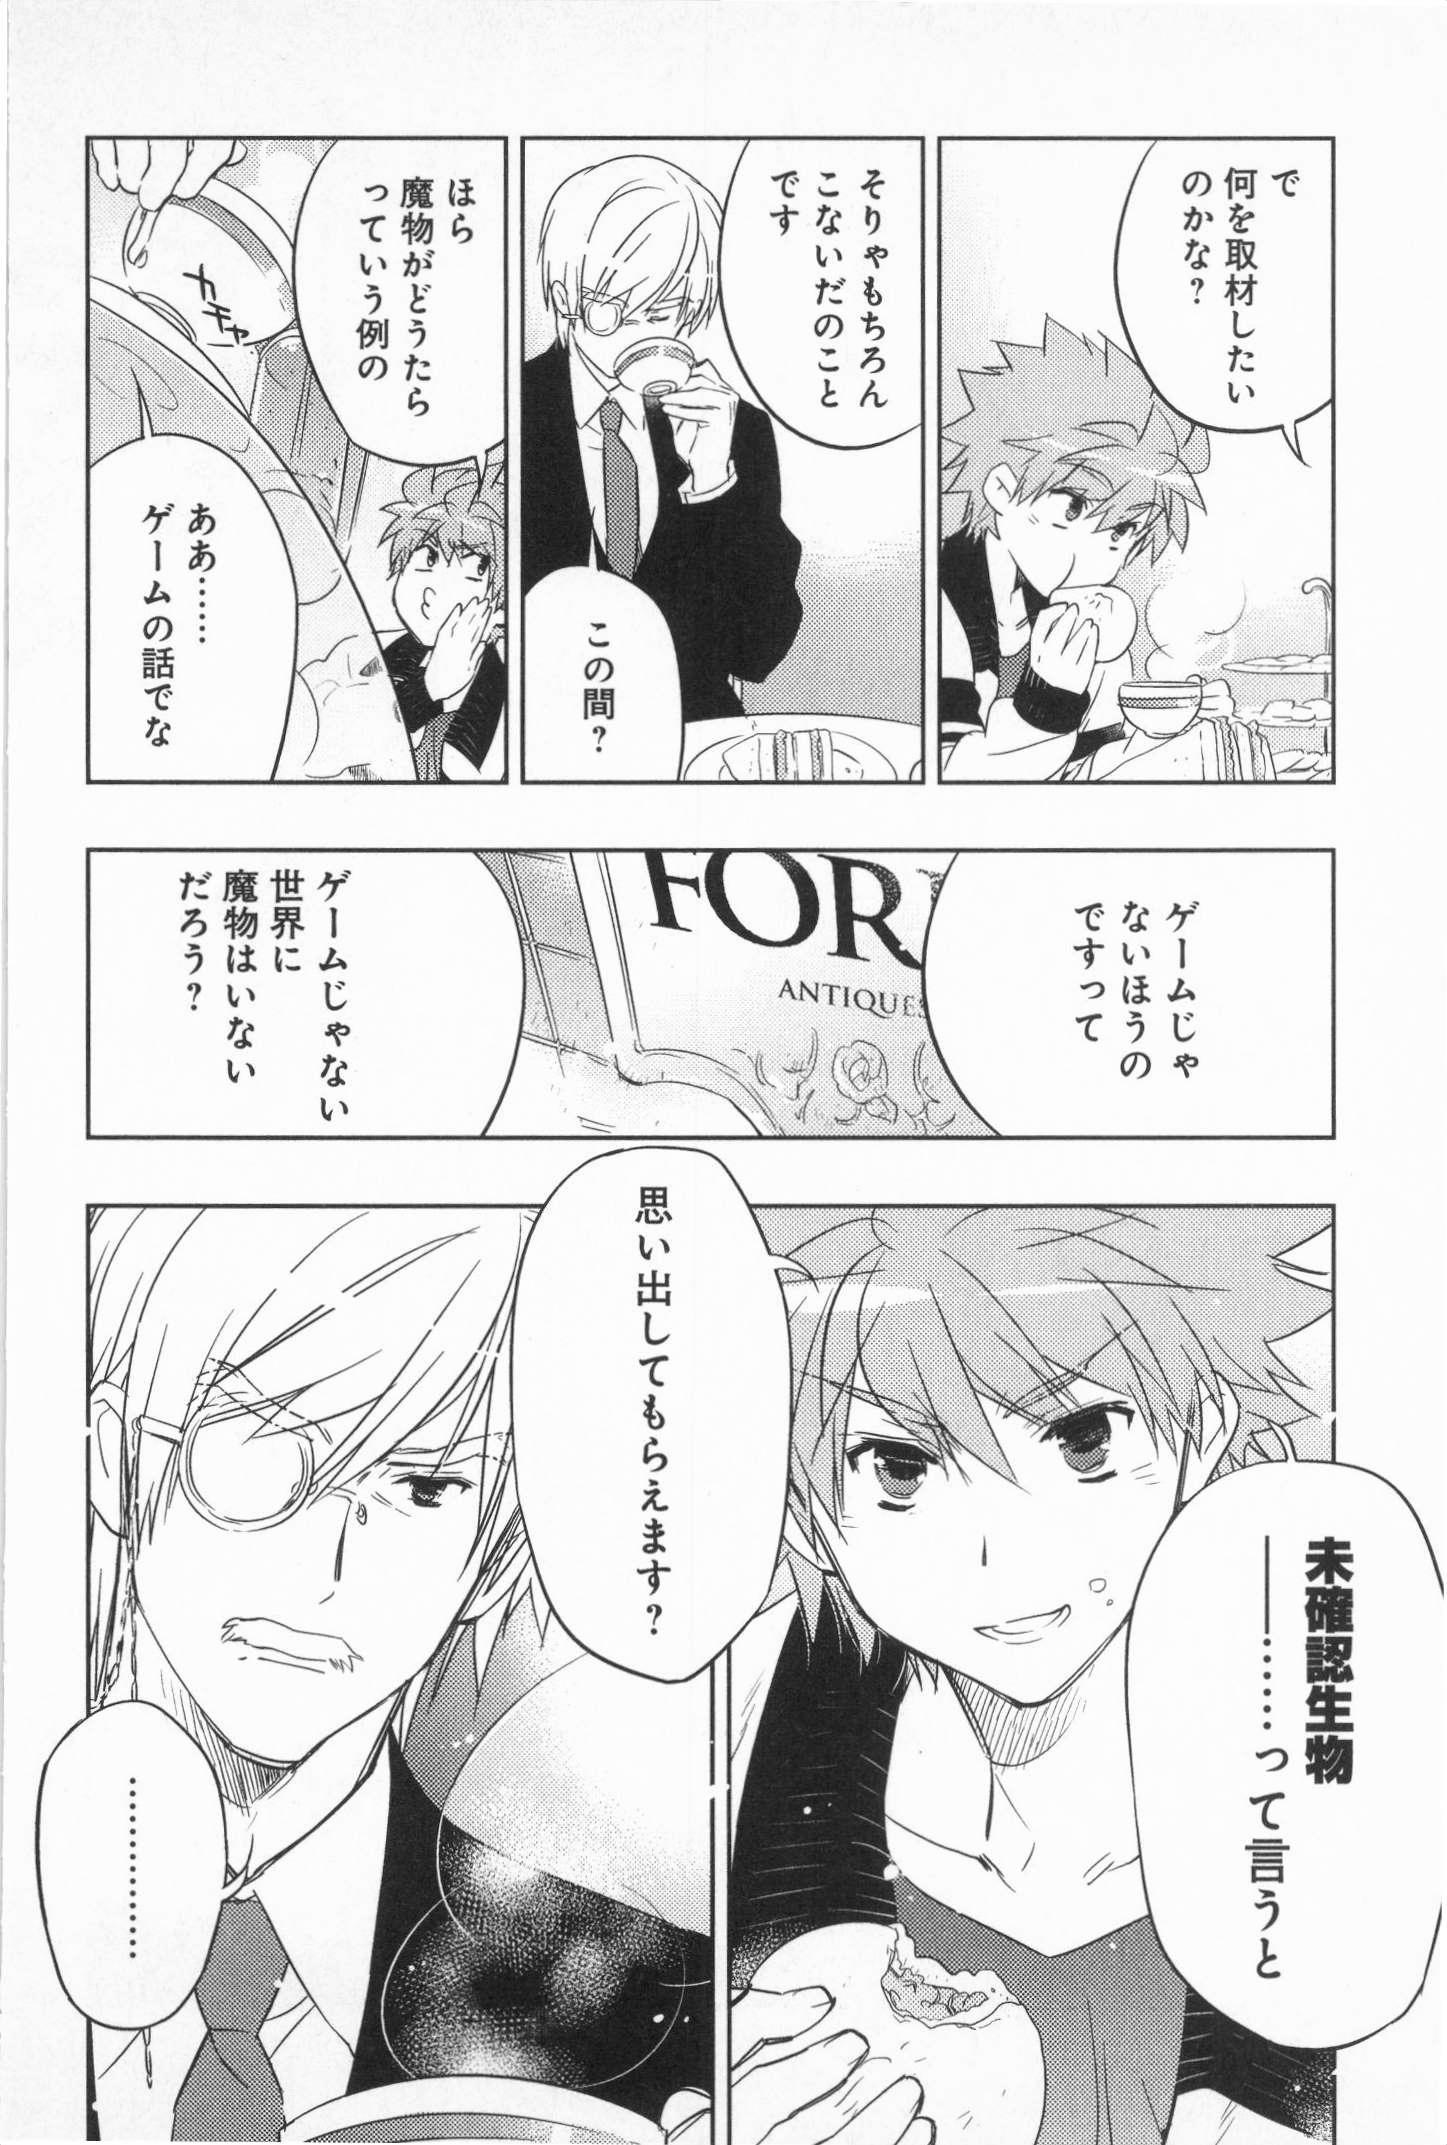 で
何を取材したい
のかな？
そりゃもちろん
こないだのこと
です
この間？
ほら
魔物がどうたら
っていう例の
カチャ
ああ……
ゲームの話でな
ゲームじゃ
ないほうの
ですって
FOR
ANTIQUES
ゲームじゃない
世界に
魔物はいない
だろう？
未確認生物
――……って言うと
思い出してもらえます？
…………